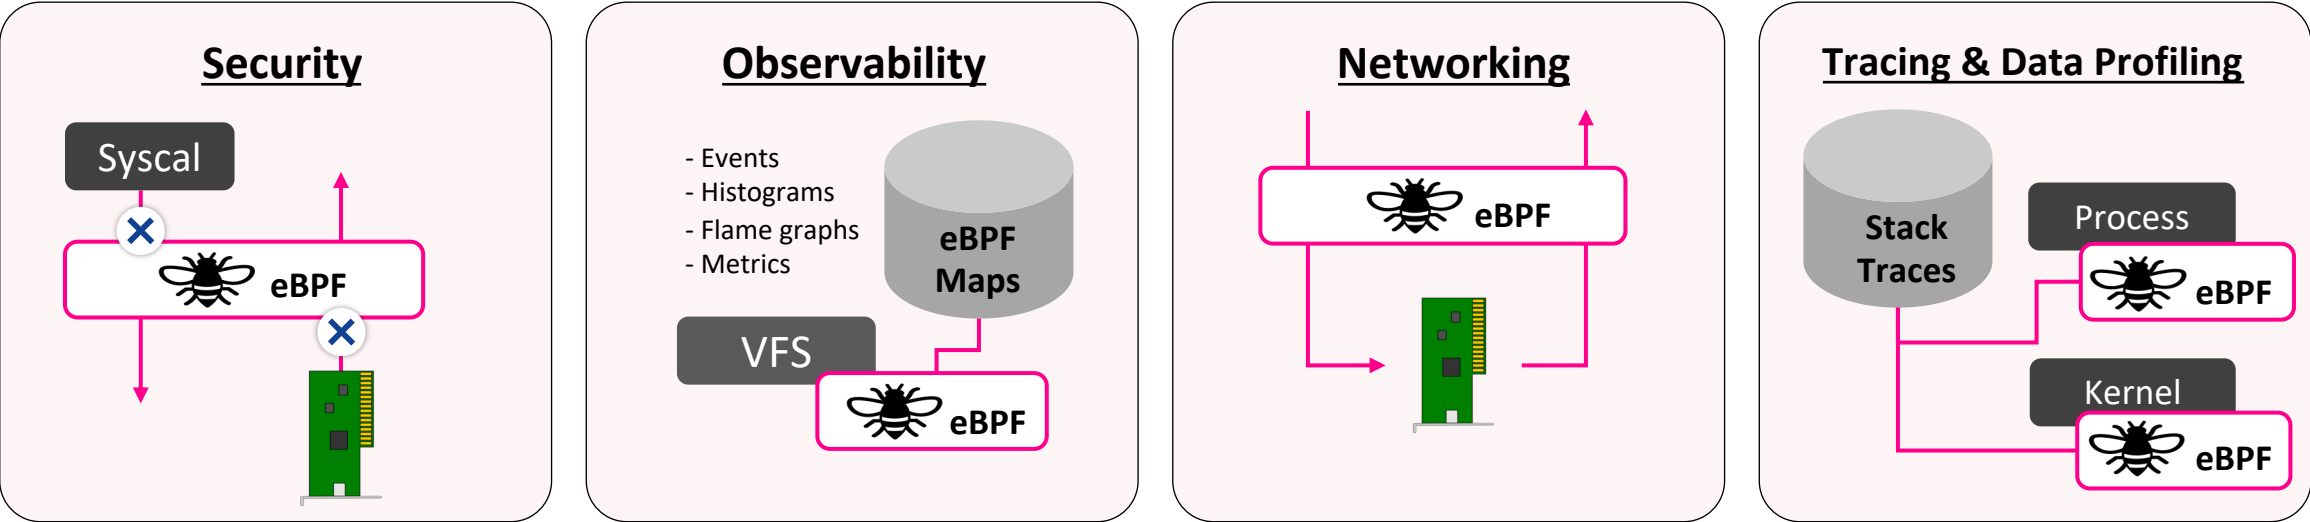 Security
Syscal
eBPF
Observability
- Events
- Histograms
- Flame graphs
- Metrics
eBPF
Maps
VFS
eBPF
Networking
eBPF
Tracing & Data Profiling
Stack
Traces
Process
eBPF
Kernel
eBPF